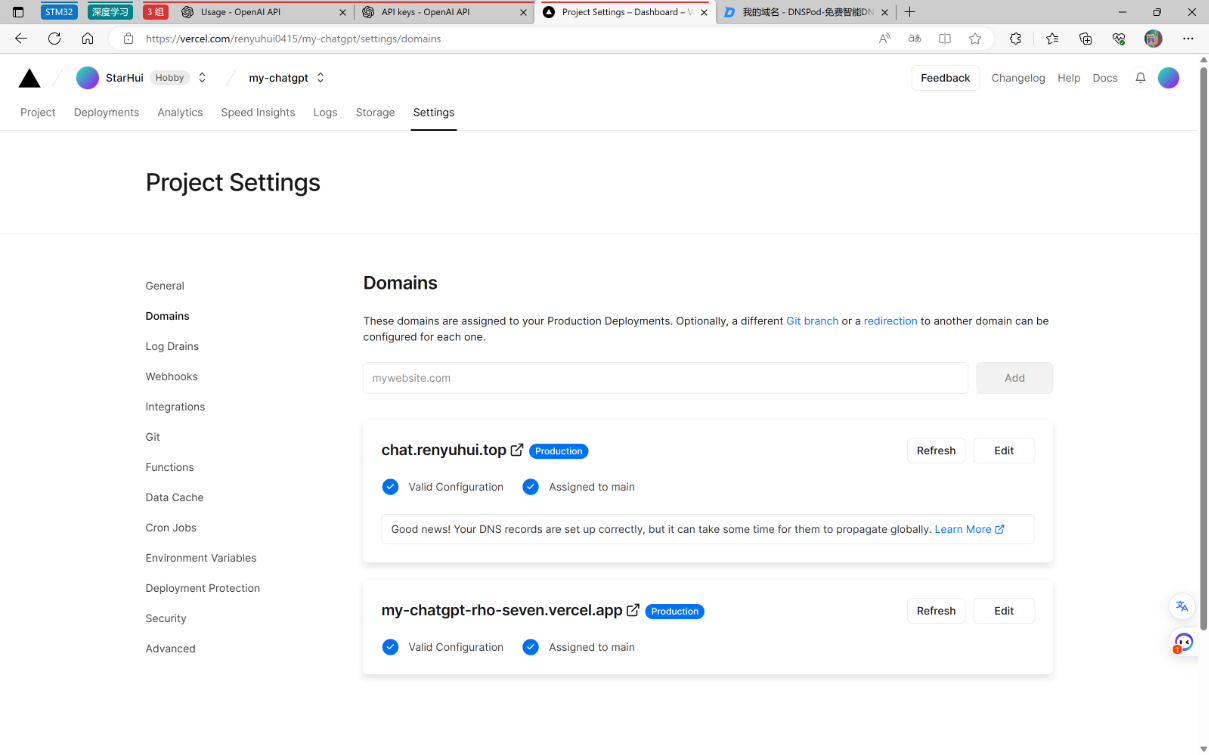 STM32
深度学习
3 组
Usage - OpenAI API
API keys - OpenAI API
Project Settings – Dashboard – V
我的域名 - DNSPod-免费智能DN
https://vercel.com/renyuhui0415/my-chatgpt/settings/domains
StarHui Hobby
my-chatgpt
Feedback
Changelog
Help
Docs
Project
Deployments
Analytics
Speed Insights
Logs
Storage
Settings
Project Settings
General
Domains
Log Drains
Webhooks
Integrations
Git
Functions
Data Cache
Cron Jobs
Environment Variables
Deployment Protection
Security
Advanced
Domains
These domains are assigned to your Production Deployments. Optionally, a different Git branch or a redirection to another domain can be
configured for each one.
mywebsite.com
Add
chat.renyuhui.top Production
Refresh
Edit
Valid Configuration
Assigned to main
Good news! Your DNS records are set up correctly, but it can take some time for them to propagate globally. Learn More
my-chatgpt-rho-seven.vercel.app Production
Refresh
Edit
Valid Configuration
Assigned to main
1